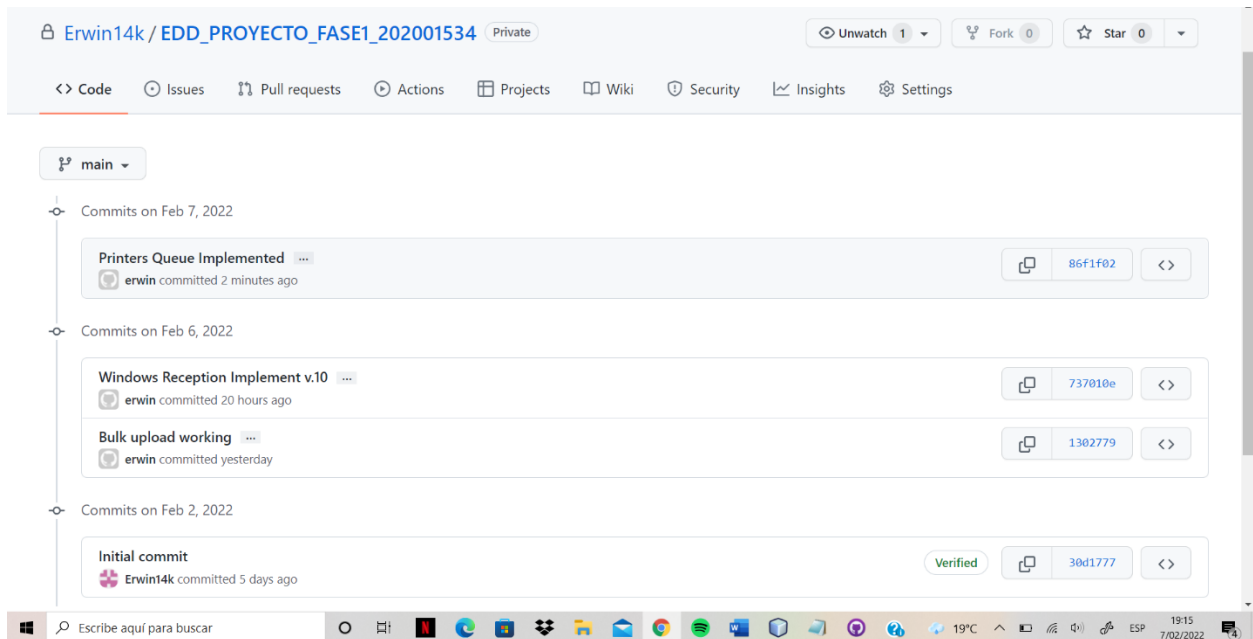 Erwin14k / EDD_PROYECTO_FASE1_202001534 Private Unwatch 1 Fork 0 Star 0
<> Code Issues Pull requests Actions Projects Wiki Security Insights Settings
main
Commits on Feb 7, 2022
Printers Queue Implemented ...
86f1f02 <>
erwin committed 2 minutes ago
Commits on Feb 6, 2022
Windows Reception Implement v.10 ...
737010e <>
erwin committed 20 hours ago
Bulk upload working ...
1302779 <>
erwin committed yesterday
Commits on Feb 2, 2022
Initial commit
Verified 30d1777 <>
Erwin14k committed 5 days ago
Escribe aquí para buscar 19°C ESP 19:15
7/02/2022